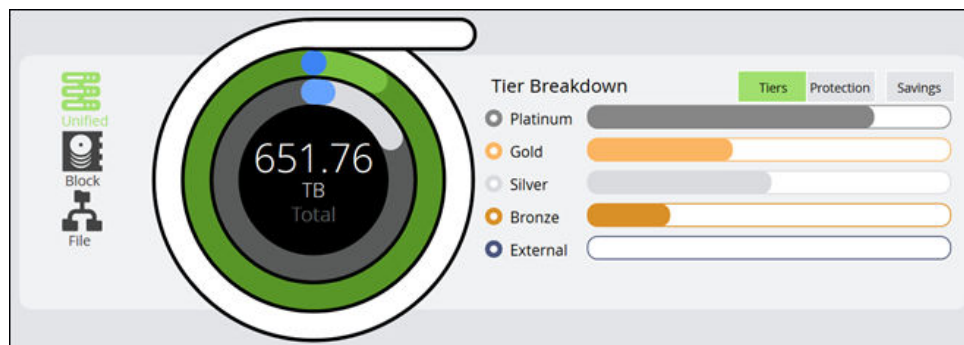 Unified
Block
File
651.76
TB
Total
Tier Breakdown
Tiers
Protection
Savings
Platinum
Gold
Silver
Bronze
External